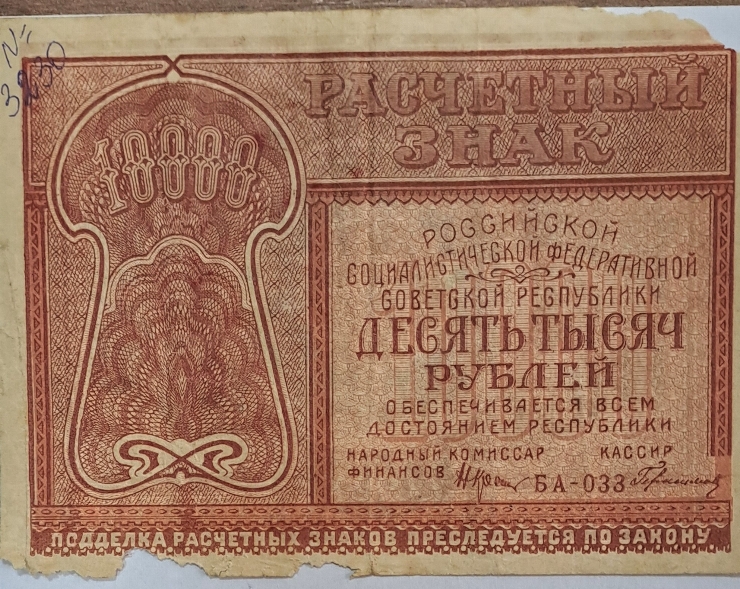 №
3230
РАСЧЕТНЫЙ
ЗНАК
10000
РОССИЙСКОЙ
СОЦИАЛИСТИЧЕСКОЙ ФЕДЕРАТИВНОЙ
СОВЕТСКОЙ РЕСПУБЛИКИ
ДЕСЯТЬ ТЫСЯЧ
РУБЛЕЙ
ОБЕСПЕЧИВАЕТСЯ ВСЕМ
ДОСТОЯНИЕМ РЕСПУБЛИКИ
НАРОДНЫЙ КОМИССАР КАССИР
ФИНАНСОВ БА-033
ПОДДЕЛКА РАСЧЕТНЫХ ЗНАКОВ ПРЕСЛЕДУЕТСЯ ПО ЗАКОНУ